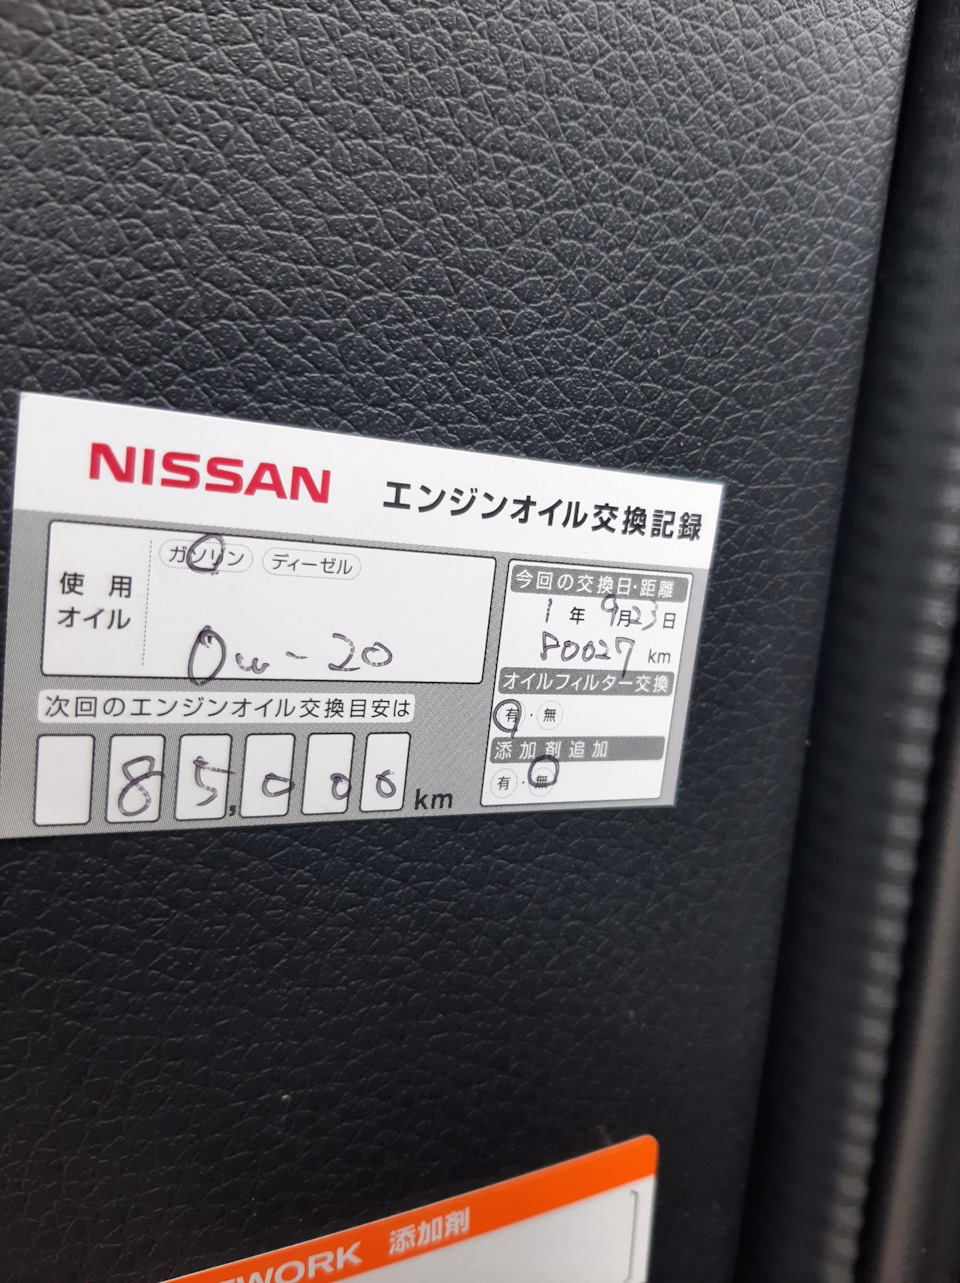 NISSAN エンジンオイル交換記録
使用オイル
ガソリン ディーゼル
0w-20
次回のエンジンオイル交換目安は
85,000 km
今回の交換日・距離
1年9月23日
80027 km
オイルフィルター交換
有・無
添加剤追加
有・無
WORK 添加剤